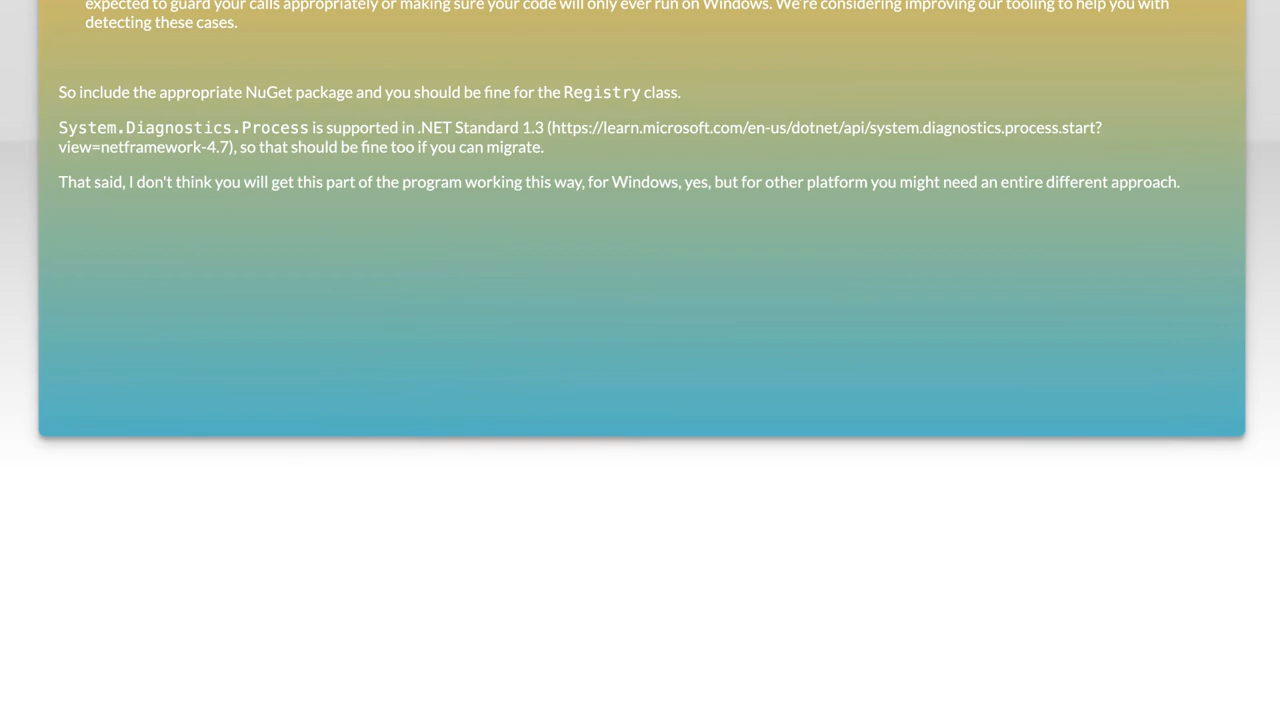 expected to guard your calls appropriately or making sure your code will only ever run on Windows. We're considering improving our tooling to help you with
detecting these cases.
So include the appropriate NuGet package and you should be fine for the Registry class.
System.Diagnostics.Process is supported in .NET Standard 1.3 (https://learn.microsoft.com/en-us/dotnet/api/system.diagnostics.process.start?
view=netframework-4.7), so that should be fine too if you can migrate.
That said, I don't think you will get this part of the program working this way, for Windows, yes, but for other platform you might need an entire different approach.